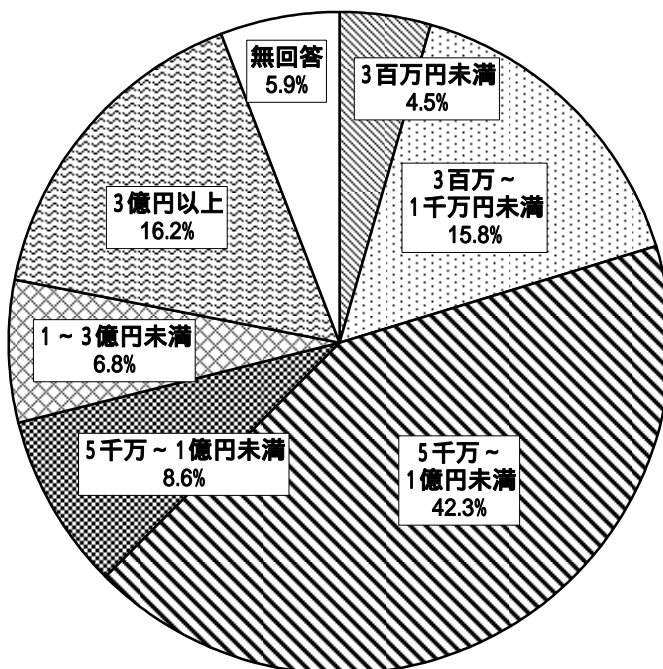 3百万円未満
4.5%
3百万～
1千万円未満
15.8%
5千万～
1億円未満
42.3%
5千万～1億円未満
8.6%
1～3億円未満
6.8%
3億円以上
16.2%
無回答
5.9%